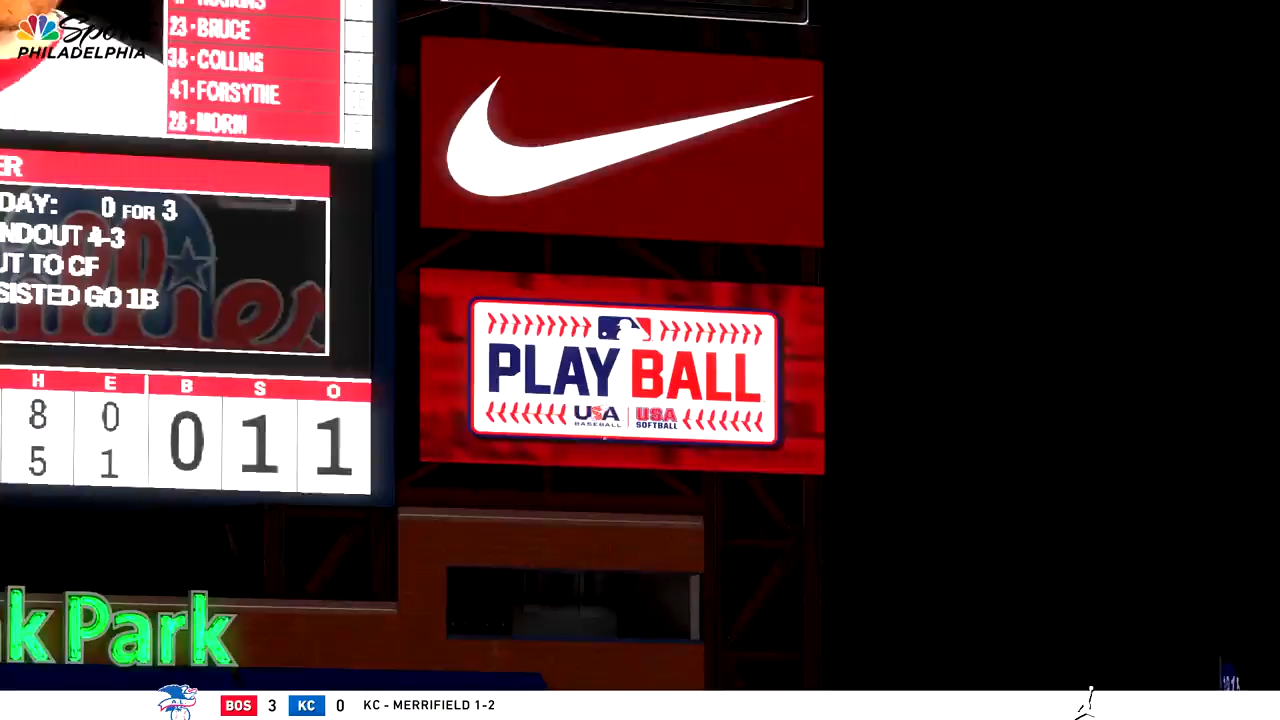 Sports
PHILADELPHIA
23·BRUCE
COLLINS
41·FORSYTHE
MORIN
ER
DAY: 0 FOR 3
NDOUT 4-3
UT TO CF
SISTED GO 1B
H E B S O
8 0 0 1 1
5 1
PLAY BALL
USA BASEBALL
USA SOFTBALL
k Park
BOS 3 KC 0 KC - MERRIFIELD 1-2